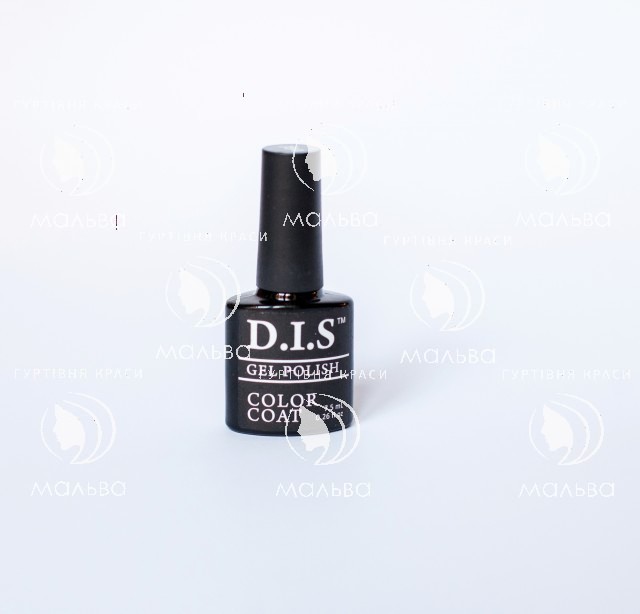 ГУРТІВНЯ КРАСИ
МАЛЬВА
МАЛЬВА
МАЛЬВА
ГУРТІВНЯ КРАСИ
ГУРТІВНЯ КРАСИ
D.I.S™
МАЛЬВА
МАЛЬВА
GEL POLISH
ГУРТІВНЯ КРАСИ
ГУРТІВНЯ КРАСИ
ГУРТІВНЯ КРАСИ
COLOR
COAT
7.5 mL
0.26 fl oz
МАЛЬВА
МАЛЬВА
МАЛЬВА